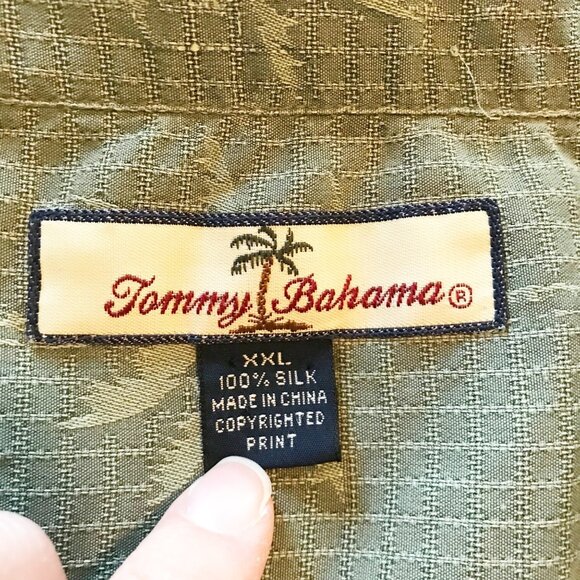 Tommy Bahama®
XXL
100% SILK
MADE IN CHINA
COPYRIGHTED
PRINT